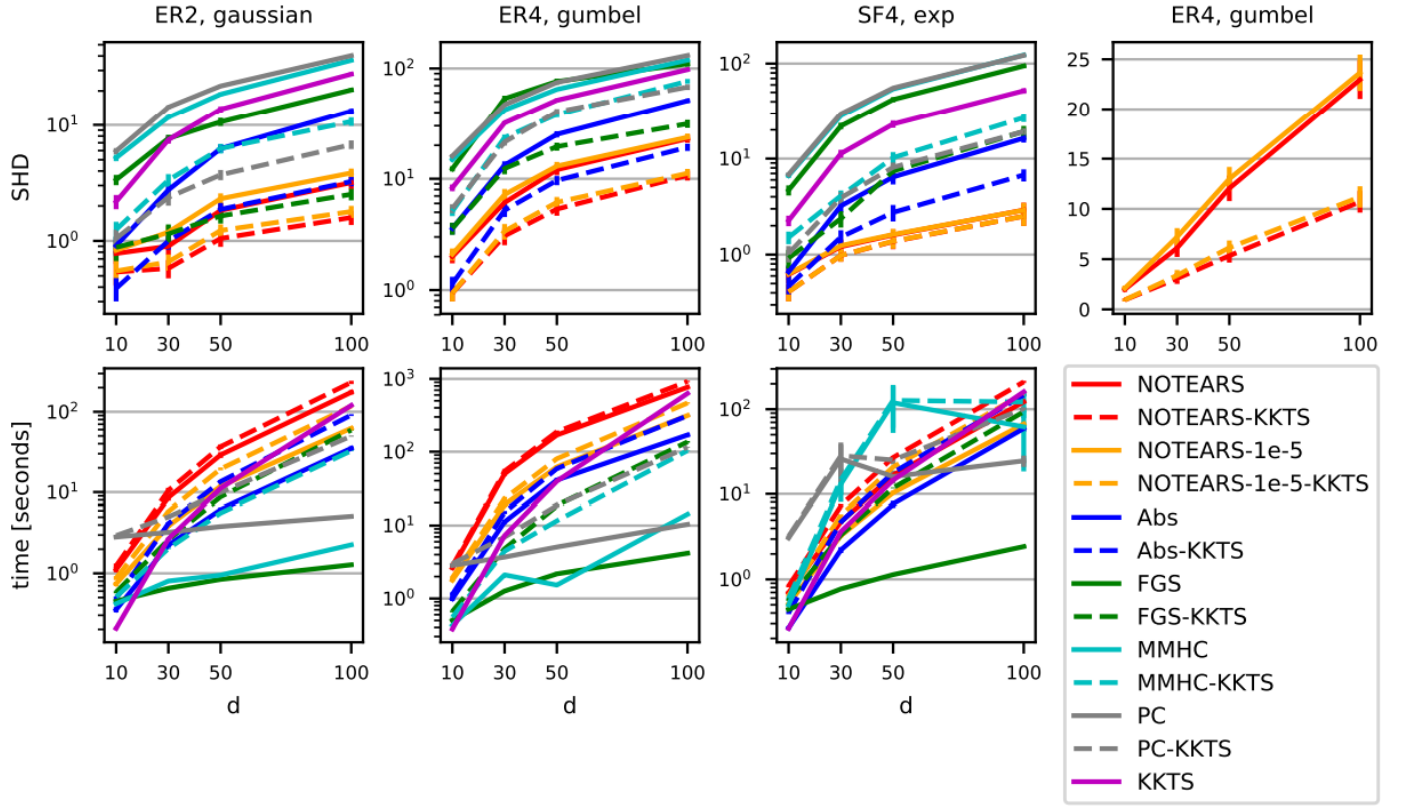 ER2, gaussian
ER4, gumbel
SF4, exp
ER4, gumbel
SHD
10¹
10⁰
10 30 50 100
10²
10¹
10⁰
10 30 50 100
10²
10¹
10⁰
10 30 50 100
25
20
15
10
5
0
10 30 50 100
time [seconds]
10²
10¹
10⁰
10 30 50 100
d
10³
10²
10¹
10⁰
10 30 50 100
10²
10¹
10⁰
10 30 50 100
d
NOTEARS
NOTEARS-KKTS
NOTEARS-1e-5
NOTEARS-1e-5-KKTS
Abs
Abs-KKTS
FGS
FGS-KKTS
MMHC
MMHC-KKTS
PC
PC-KKTS
KKTS